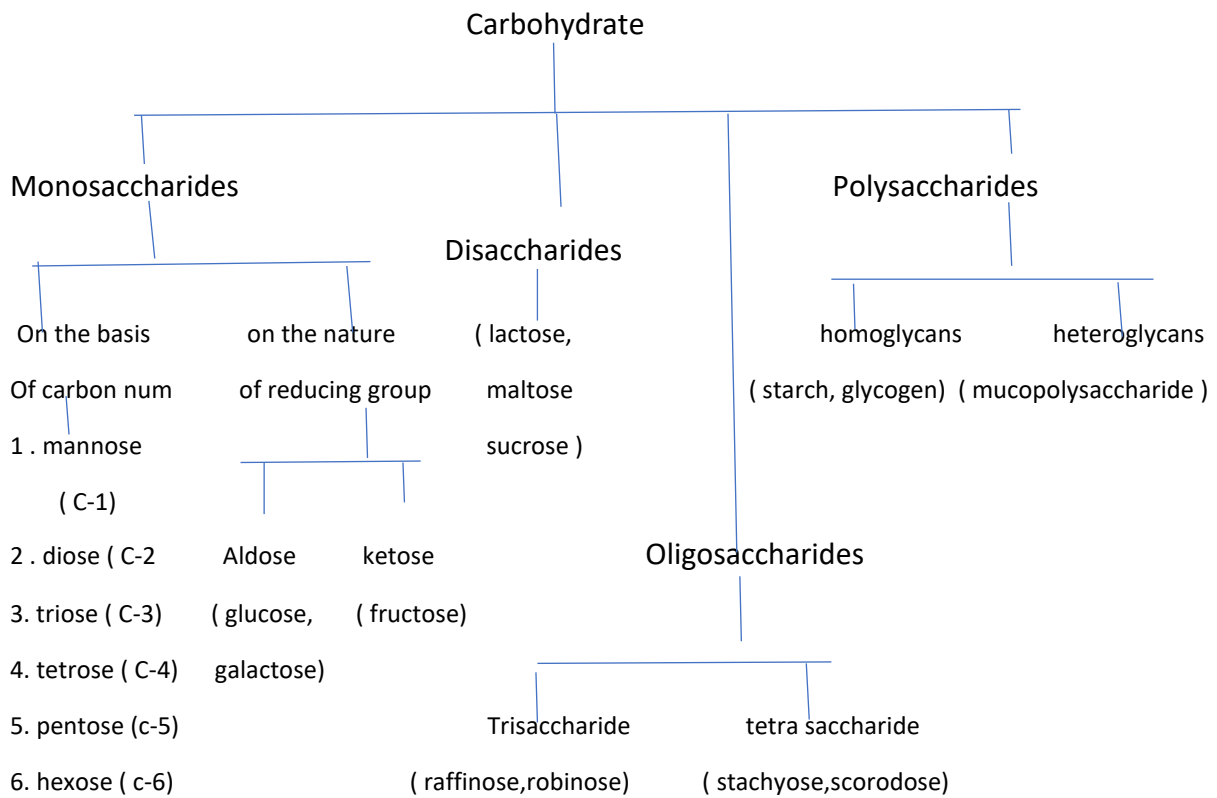 Carbohydrate
Monosaccharides
Polysaccharides
Disaccharides
On the basis
Of carbon num
1 . mannose
( C-1)
2 . diose ( C-2
3. triose ( C-3)
4. tetrose ( C-4)
5. pentose (c-5)
6. hexose ( c-6)
on the nature
of reducing group
Aldose
( glucose,
galactose)
ketose
( fructose)
( lactose,
maltose
sucrose )
homoglycans
( starch, glycogen)
heteroglycans
( mucopolysaccharide )
Oligosaccharides
Trisaccharide
( raffinose,robinose)
tetra saccharide
( stachyose,scorodose)